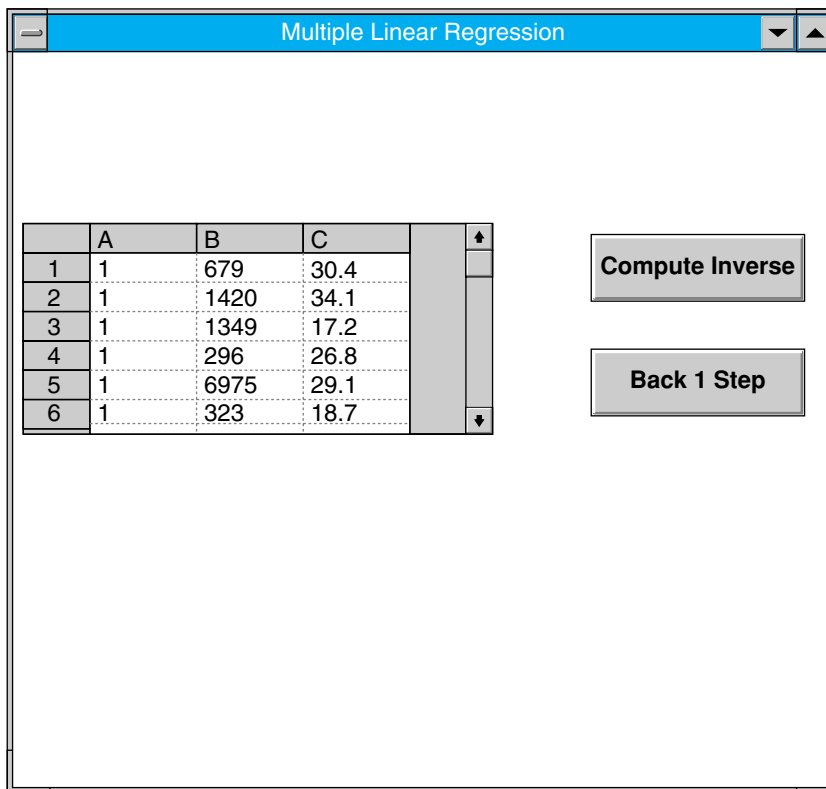 Multiple Linear Regression
A B C
1 1 679 30.4
2 1 1420 34.1
3 1 1349 17.2
4 1 296 26.8
5 1 6975 29.1
6 1 323 18.7
Compute Inverse
Back 1 Step